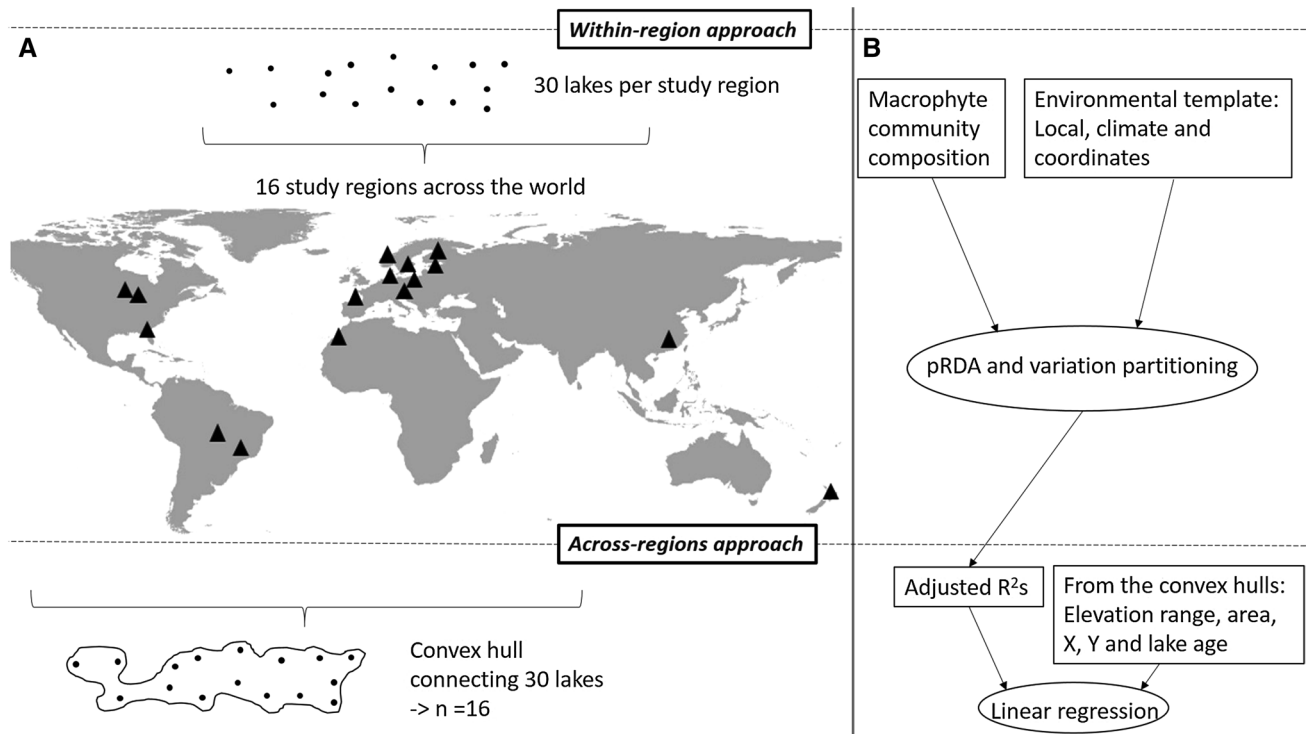 Within-region approach
A
30 lakes per study region
16 study regions across the world
Across-regions approach
Convex hull
connecting 30 lakes
-> n =16
B
Macrophyte
community
composition
Environmental template:
Local, climate and
coordinates
pRDA and variation partitioning
Adjusted R²s
From the convex hulls:
Elevation range, area,
X, Y and lake age
Linear regression